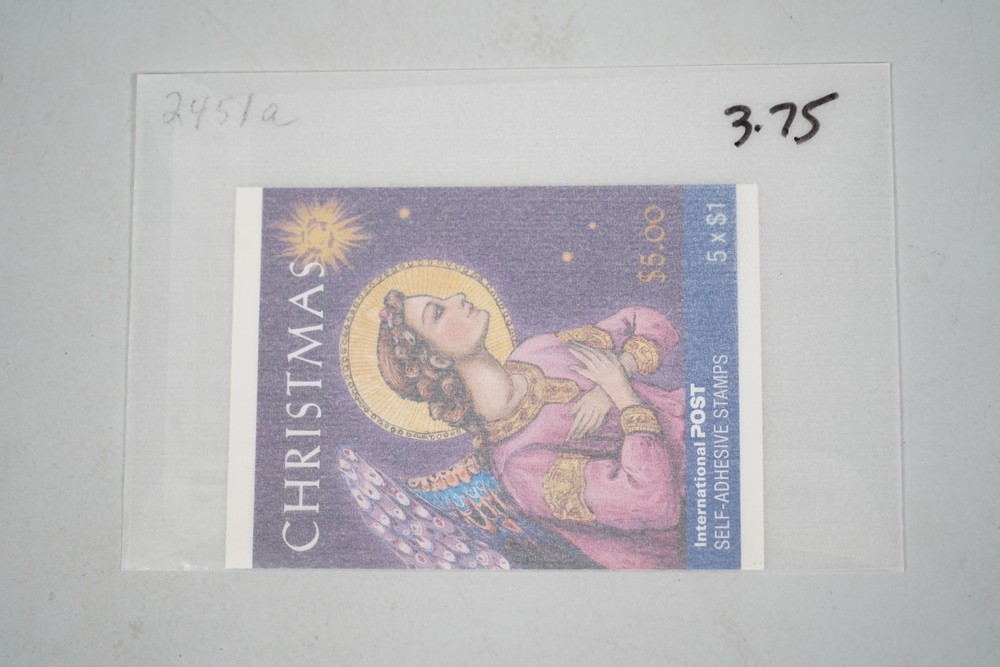 2451a
3.75
CHRISTMAS
$5.00
5 x $1
International POST
SELF-ADHESIVE STAMPS